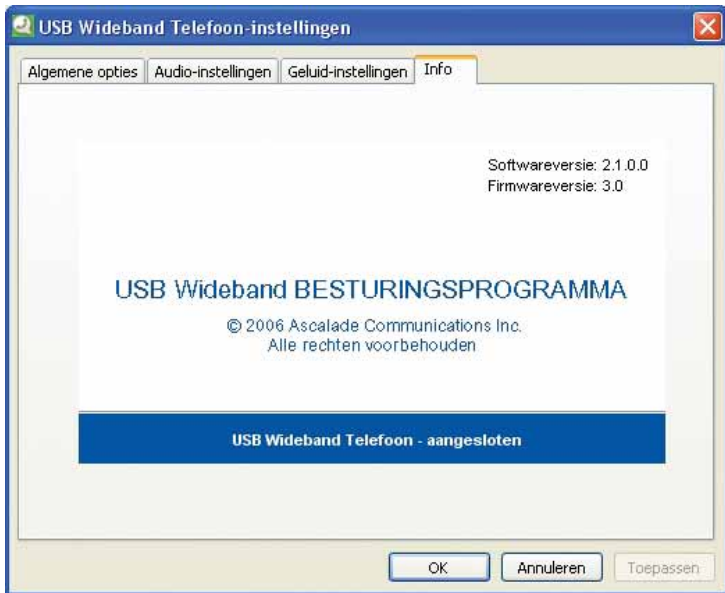 USB Wideband Telefoon-instellingen
Algemene opties Audio-instellingen Geluid-instellingen Info
Softwareversie: 2.1.0.0
Firmwareversie: 3.0
USB Wideband BESTURINGSPROGRAMMA
© 2006 Ascalade Communications Inc.
Alle rechten voorbehouden
USB Wideband Telefoon - aangesloten
OK Annuleren Toepassen